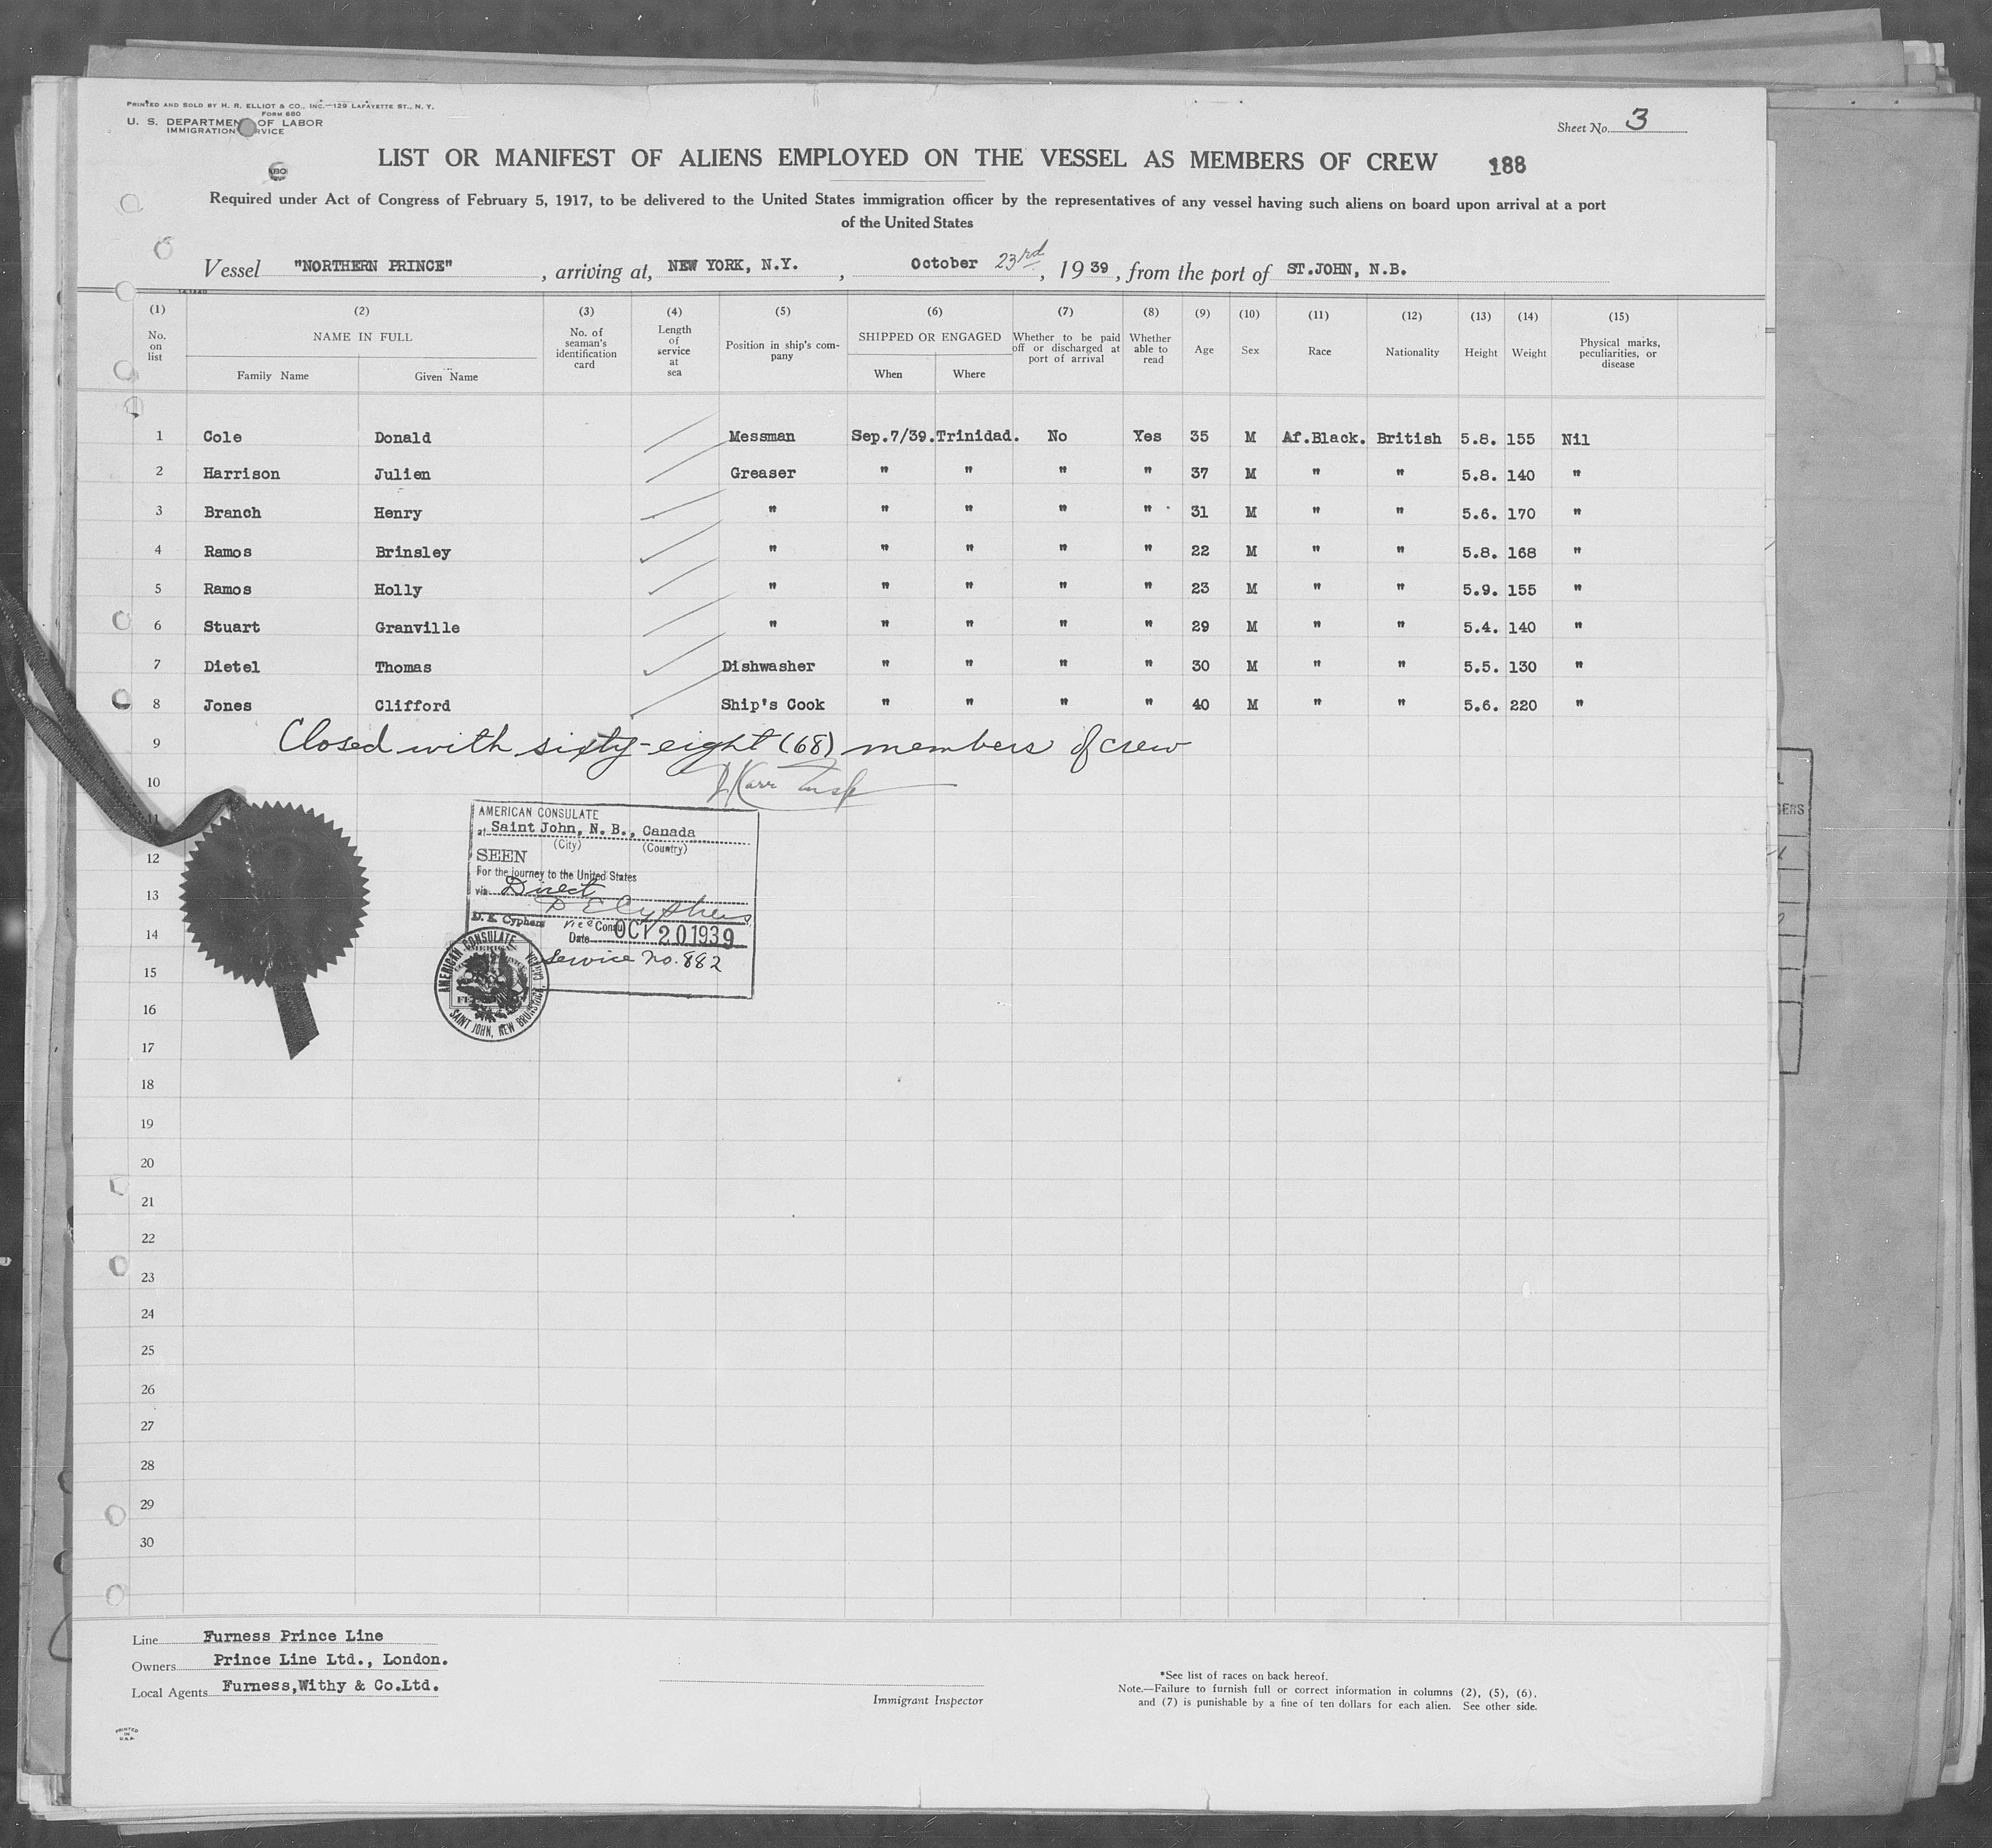 PRINTED AND SOLD BY H. R. ELLIOT & CO., INC.—129 LAFAYETTE ST., N. Y.
FORM 680
U. S. DEPARTMENT OF LABOR
IMMIGRATION SERVICE
Sheet No. 3
LIST OR MANIFEST OF ALIENS EMPLOYED ON THE VESSEL AS MEMBERS OF CREW 188
Required under Act of Congress of February 5, 1917, to be delivered to the United States immigration officer by the representatives of any vessel having such aliens on board upon arrival at a port
of the United States
Vessel "NORTHERN PRINCE", arriving at, NEW YORK, N.Y., October 23rd, 1939, from the port of ST.JOHN, N.B.
(1) (2) (3) (4) (5) (6) (7) (8) (9) (10) (11) (12) (13) (14) (15)
No. on list NAME IN FULL No. of seaman's identification card Length of service at sea Position in ship's company SHIPPED OR ENGAGED Whether to be paid off or discharged at port of arrival Whether able to read Age Sex Race Nationality Height Weight Physical marks, peculiarities, or disease
Family Name Given Name When Where
1 Cole Donald Messman Sep.7/39. Trinidad. No Yes 35 M Af.Black. British 5.8. 155 Nil
2 Harrison Julien Greaser " " " " 37 M " " 5.8. 140 "
3 Branch Henry " " " " " 31 M " " 5.6. 170 "
4 Ramos Brinsley " " " " " 22 M " " 5.8. 168 "
5 Ramos Holly " " " " " 23 M " " 5.9. 155 "
6 Stuart Granville " " " " " 29 M " " 5.4. 140 "
7 Dietel Thomas Dishwasher " " " " 30 M " " 5.5. 130 "
8 Jones Clifford Ship's Cook " " " " 40 M " " 5.6. 220 "
9 Closed with sixty-eight (68) members of crew
10
11
AMERICAN CONSULATE
at Saint John, N. B., Canada
(City) (Country)
12
SEEN
For the journey to the United States
13
via Direct
D E Cyphers
D. E. Cyphers Vice Consul
14
Date OCT 20 1939
Service No. 882
AMERICAN CONSULATE
SAINT JOHN, NEW BRUNSWICK, CANADA
15
16
17
18
19
20
21
22
23
24
25
26
27
28
29
30
Line Furness Prince Line
Owners Prince Line Ltd., London.
Local Agents Furness,Withy & Co.Ltd.
Immigrant Inspector
*See list of races on back hereof.
Note.—Failure to furnish full or correct information in columns (2), (5), (6).
and (7) is punishable by a fine of ten dollars for each alien. See other side.
PRINTED
IN
U.S.A.